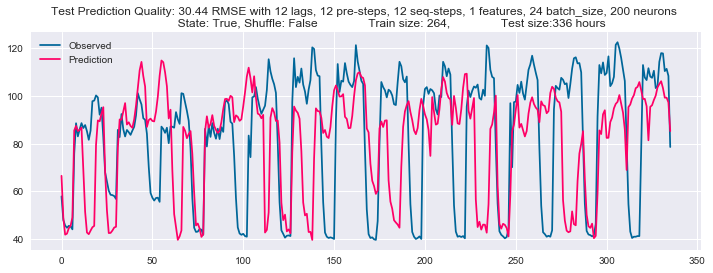 Test Prediction Quality: 30.44 RMSE with 12 lags, 12 pre-steps, 12 seq-steps, 1 features, 24 batch_size, 200 neurons
State: True, Shuffle: False Train size: 264, Test size:336 hours
Observed
Prediction
120
100
80
60
40
0 50 100 150 200 250 300 350